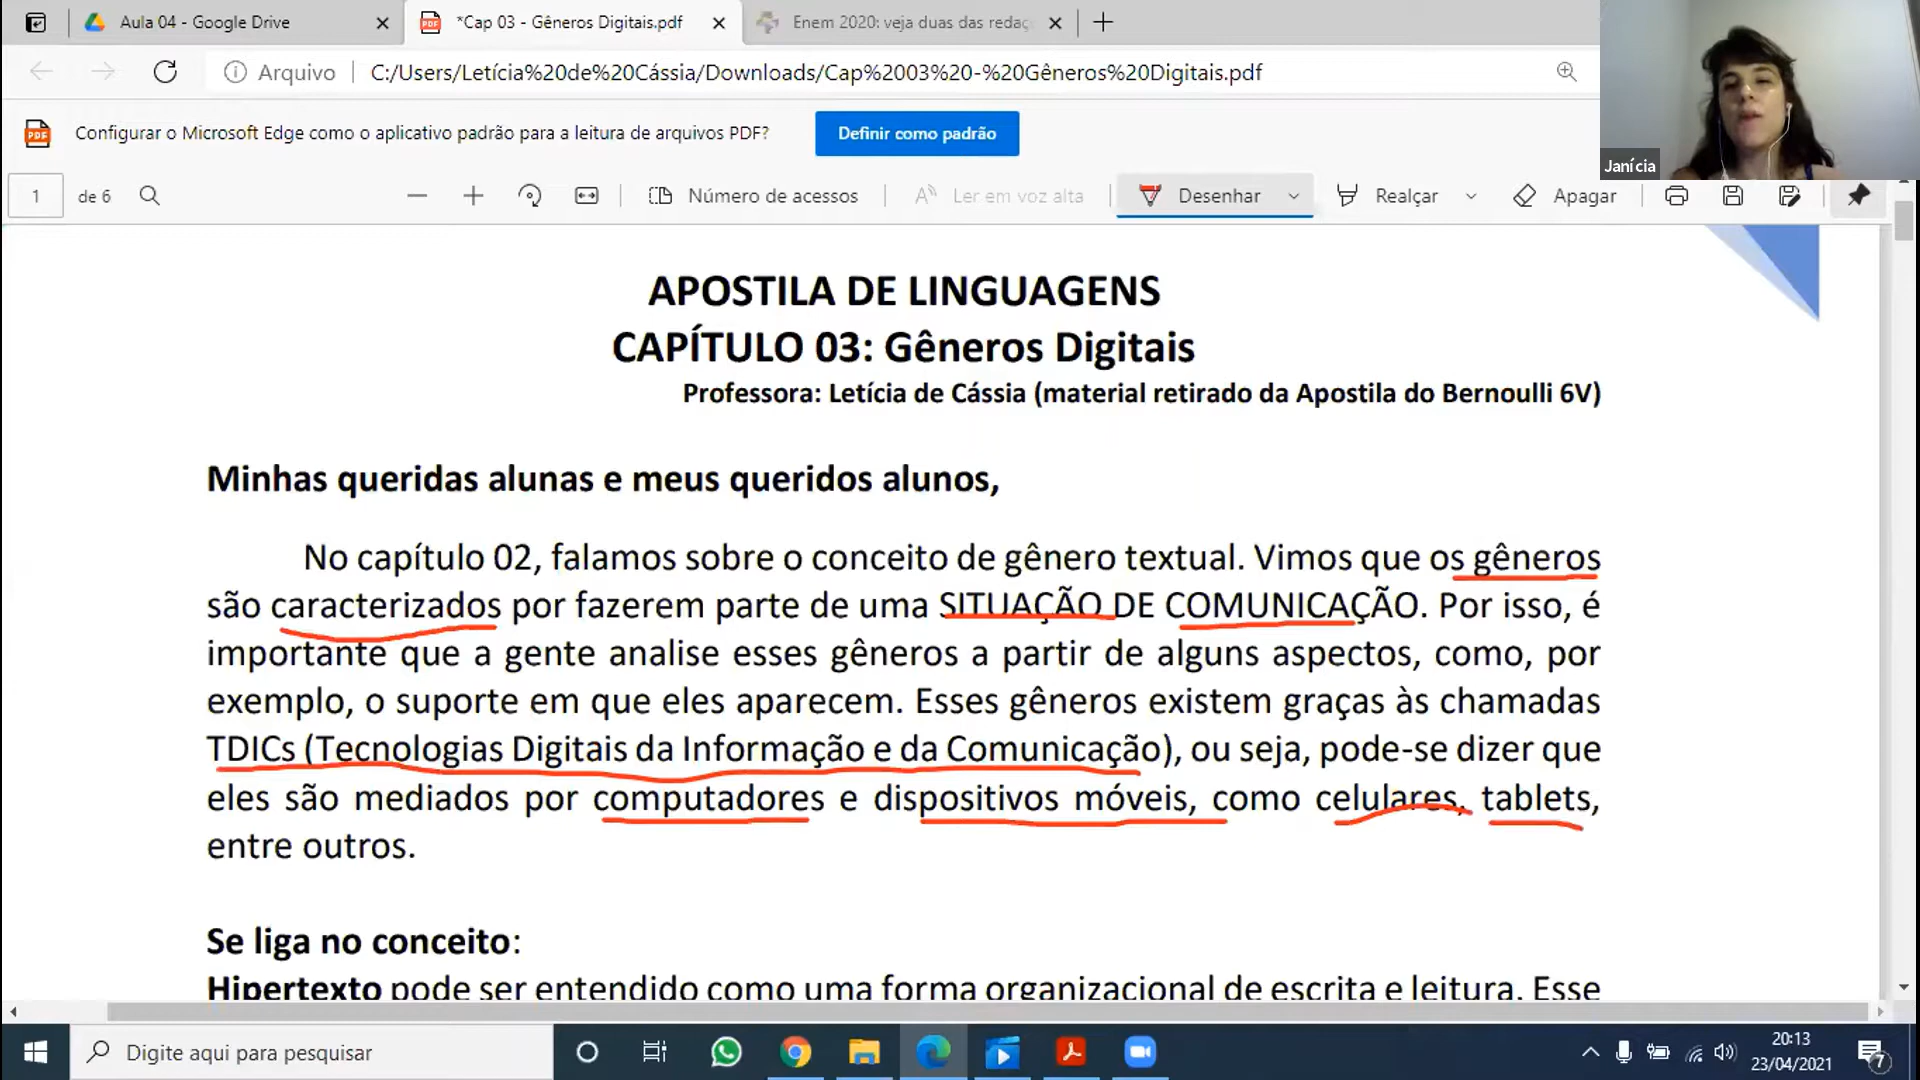 Aula 04 - Google Drive
*Cap 03 - Gêneros Digitais.pdf
Enem 2020: veja duas das redaç
Arquivo
C:/Users/Letícia%20de%20Cássia/Downloads/Cap%2003%20-%20Gêneros%20Digitais.pdf
Configurar o Microsoft Edge como o aplicativo padrão para a leitura de arquivos PDF?
Definir como padrão
Janícia
1 de 6
Número de acessos
Ler em voz alta
Desenhar
Realçar
Apagar
APOSTILA DE LINGUAGENS
CAPÍTULO 03: Gêneros Digitais
Professora: Letícia de Cássia (material retirado da Apostila do Bernoulli 6V)
Minhas queridas alunas e meus queridos alunos,
No capítulo 02, falamos sobre o conceito de gênero textual. Vimos que os gêneros
são caracterizados por fazerem parte de uma SITUAÇÃO DE COMUNICAÇÃO. Por isso, é
importante que a gente analise esses gêneros a partir de alguns aspectos, como, por
exemplo, o suporte em que eles aparecem. Esses gêneros existem graças às chamadas
TDICs (Tecnologias Digitais da Informação e da Comunicação), ou seja, pode-se dizer que
eles são mediados por computadores e dispositivos móveis, como celulares, tablets,
entre outros.
Se liga no conceito:
Hipertexto pode ser entendido como uma forma organizacional de escrita e leitura. Esse
Digite aqui para pesquisar
20:13
23/04/2021
7